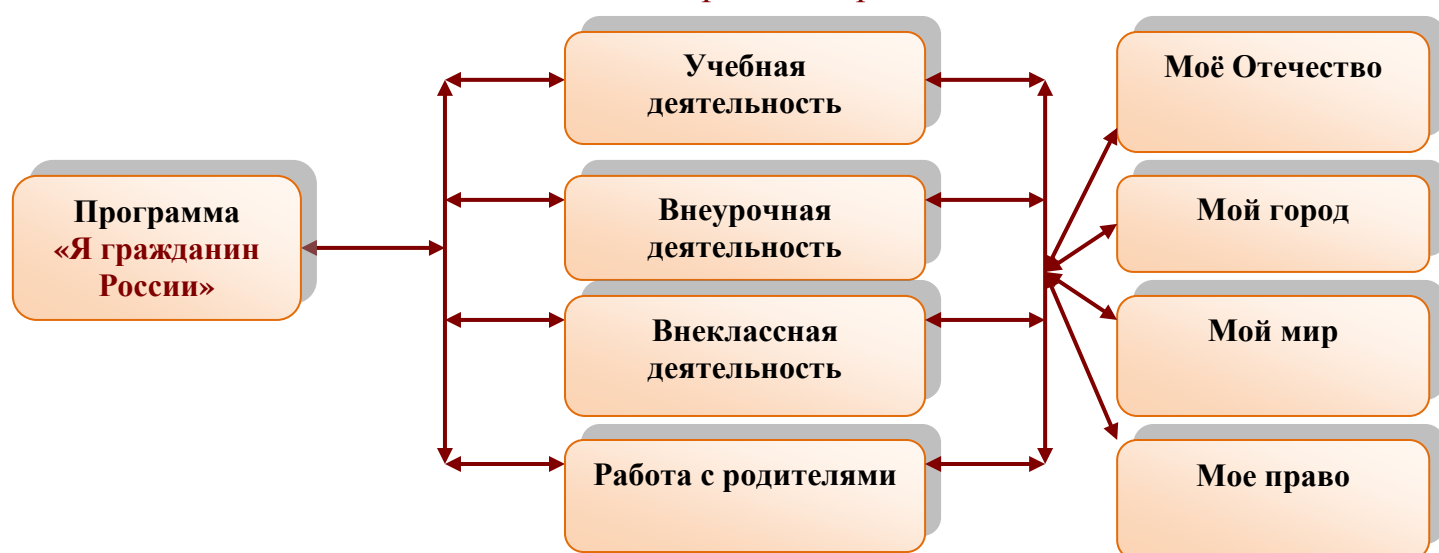 Программа
«Я гражданин
России»
Учебная
деятельность
Внеурочная
деятельность
Внеклассная
деятельность
Работа с родителями
Моё Отечество
Мой город
Мой мир
Мое право